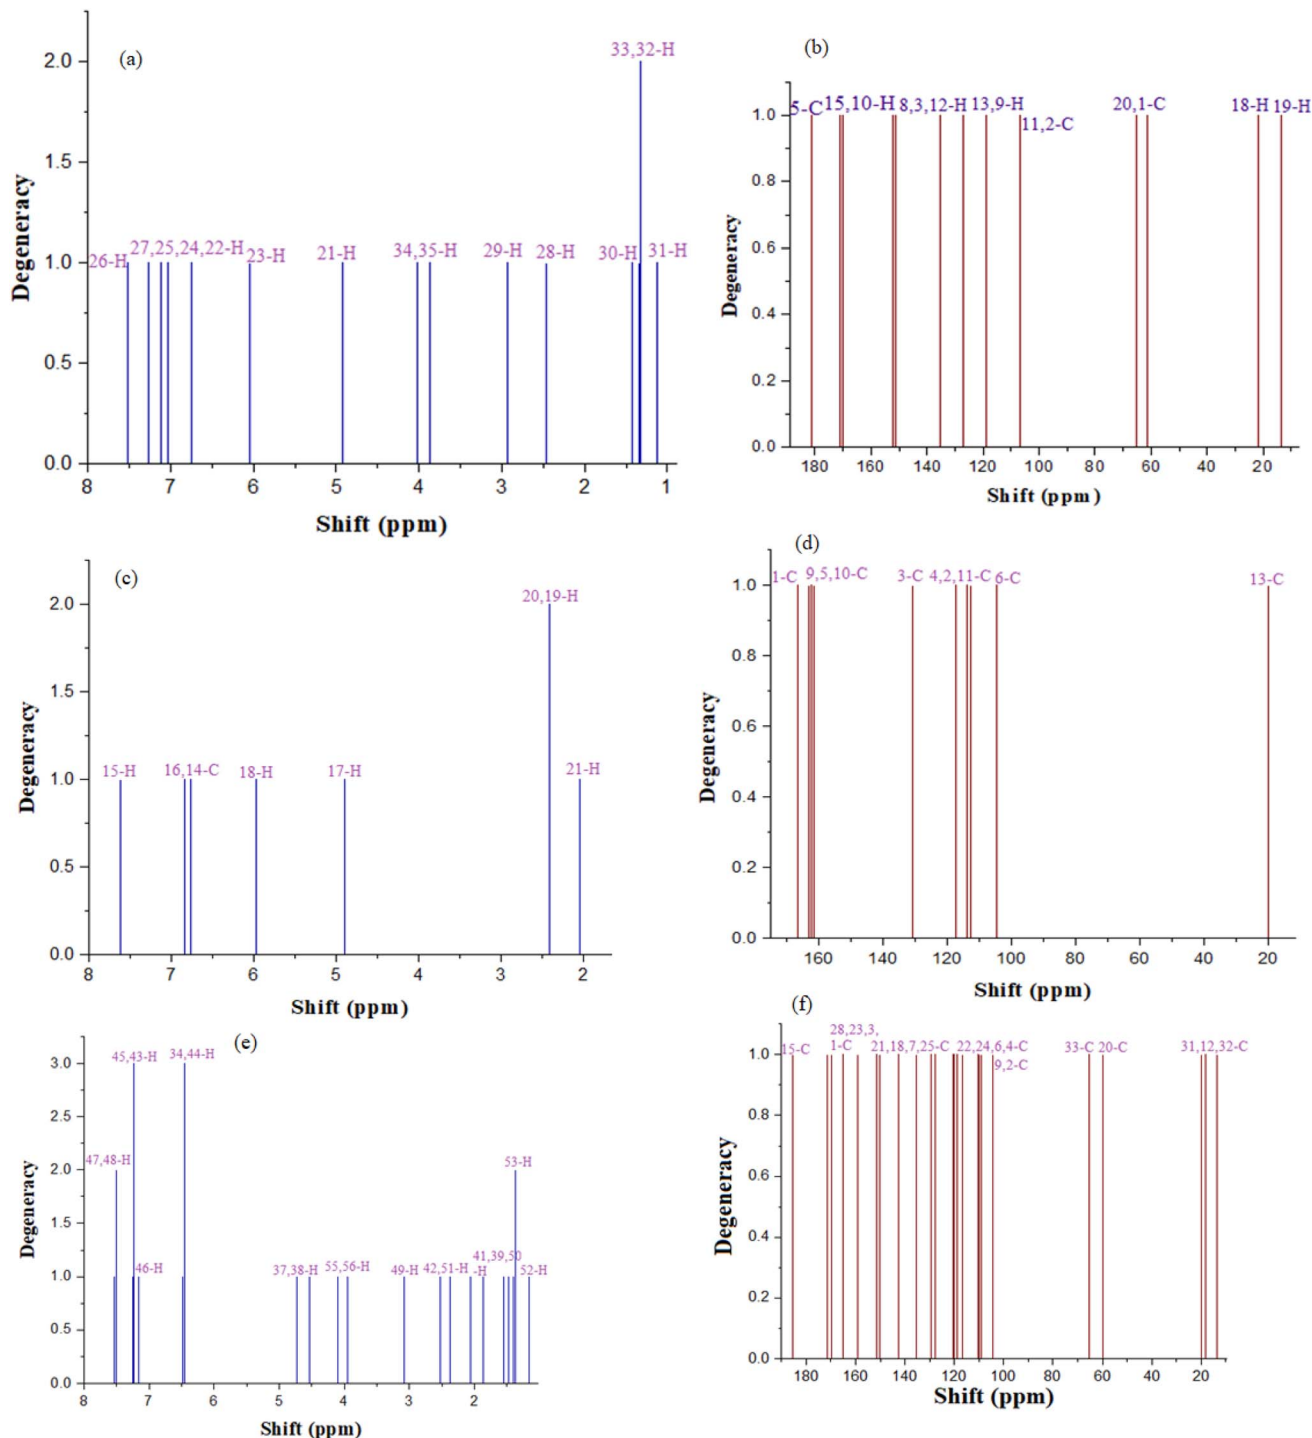 (a)
33,32-H
2.0
1.5
1.0
0.5
0.0
Degeneracy
26-H
27,25,24,22-H
23-H
21-H
34,35-H
29-H
28-H
30-H
31-H
8 7 6 5 4 3 2 1
Shift (ppm)
(b)
5-C
15,10-H
8,3,12-H
13,9-H
11,2-C
20,1-C
18-H
19-H
1.0
0.8
0.6
0.4
0.2
0.0
Degeneracy
180 160 140 120 100 80 60 40 20
Shift (ppm)
(c)
20,19-H
2.0
1.5
1.0
0.5
0.0
Degeneracy
15-H
16,14-C
18-H
17-H
21-H
8 7 6 5 4 3 2
Shift (ppm)
(d)
1-C
9,5,10-C
3-C
4,2,11-C
6-C
13-C
1.0
0.8
0.6
0.4
0.2
0.0
Degeneracy
160 140 120 100 80 60 40 20
Shift (ppm)
(e)
45,43-H
34,44-H
47,48-H
53-H
46-H
37,38-H
55,56-H
49-H
42,51-H
41,39,50
-H
52-H
3.0
2.5
2.0
1.5
1.0
0.5
0.0
Degeneracy
8 7 6 5 4 3 2
Shift (ppm)
(f)
28,23,3,
1-C
15-C
21,18,7,25-C
22,24,6,4-C
9,2-C
33-C
20-C
31,12,32-C
1.0
0.8
0.6
0.4
0.2
0.0
Degeneracy
180 160 140 120 100 80 60 40 20
Shift (ppm)